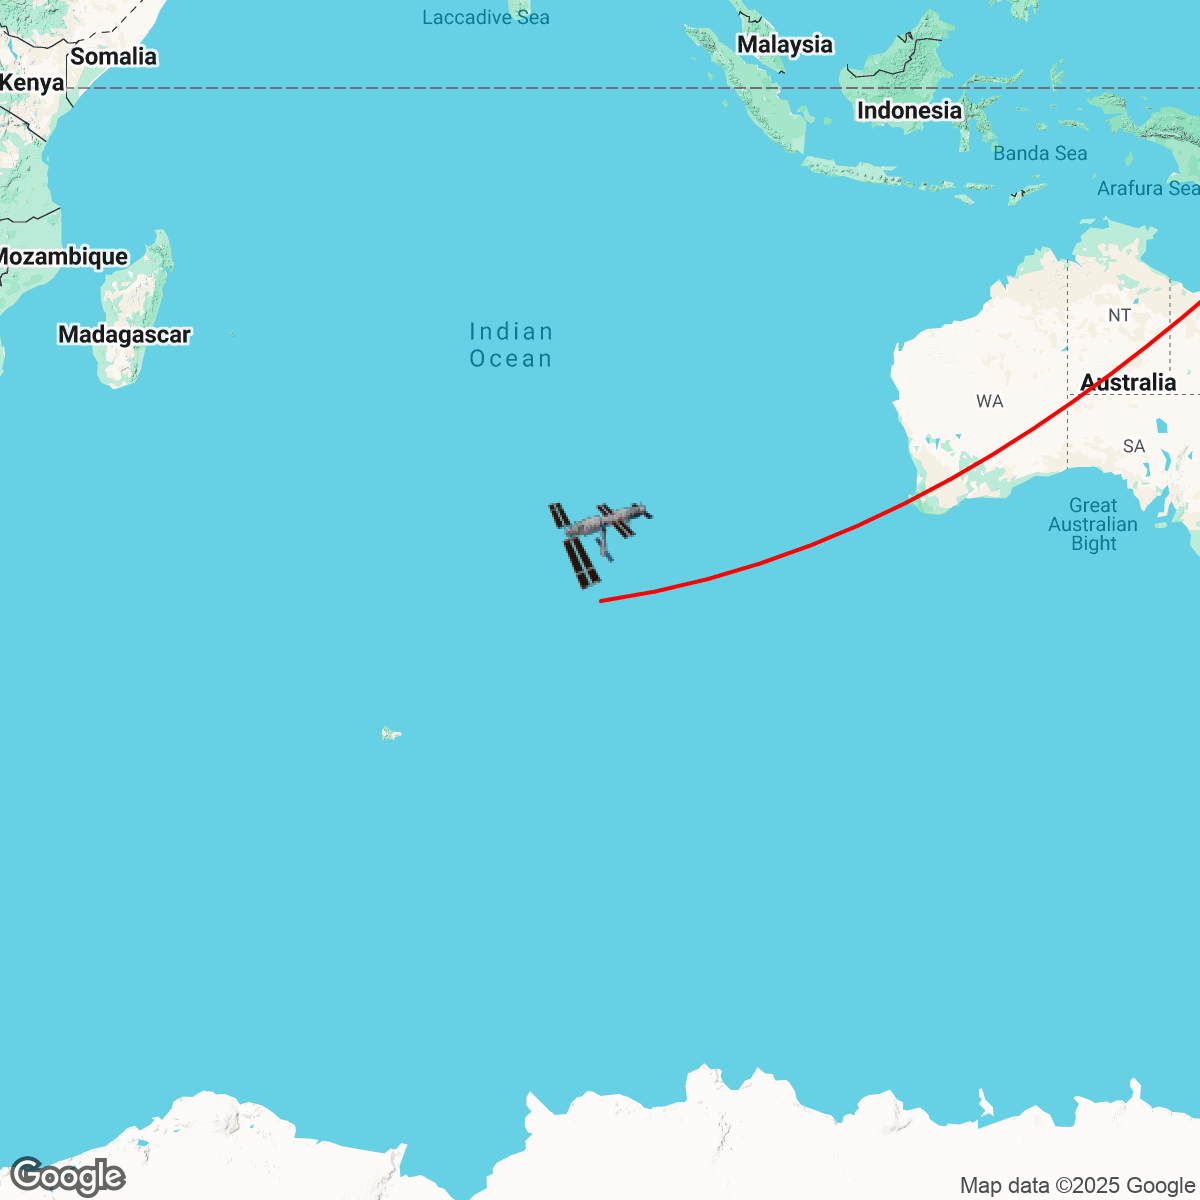 Laccadive Sea
Malaysia
Somalia
Kenya
Indonesia
Banda Sea
Arafura Sea
Mozambique
NT
Madagascar
Indian
Ocean
Australia
WA
SA
Great
Australian
Bight
Google
Map data ©2025 Google